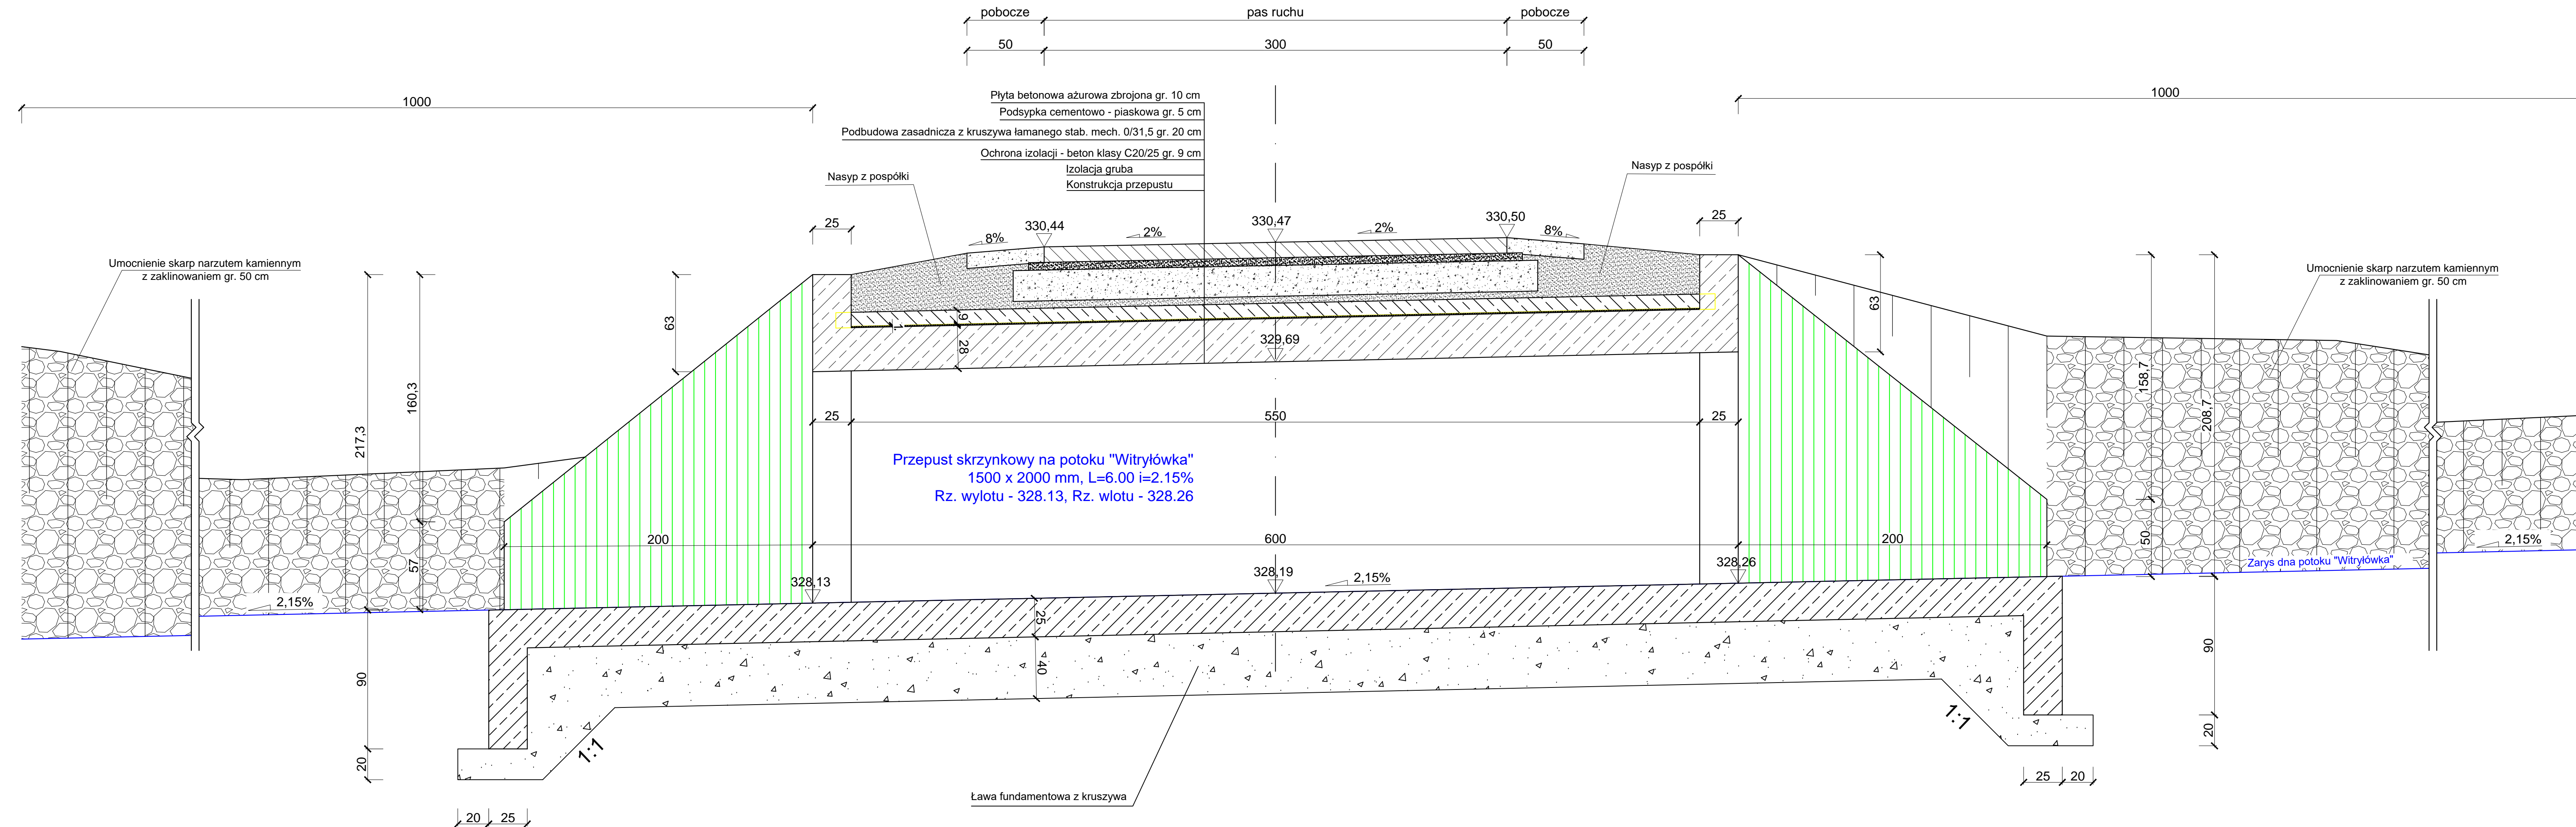 pobocze pas ruchu pobocze
50 300 50
1000
1000
Płyta betonowa ażurowa zbrojona gr. 10 cm
Podsypka cementowo - piaskowa gr. 5 cm
Podbudowa zasadnicza z kruszywa łamanego stab. mech. 0/31,5 gr. 20 cm
Ochrona izolacji - beton klasy C20/25 gr. 9 cm
Izolacja gruba
Konstrukcja przepustu
Nasyp z pospółki
Nasyp z pospółki
25
330,44
330,47
330,50
25
8%
2%
2%
8%
Umocnienie skarp narzutem kamiennym
z zaklinowaniem gr. 50 cm
Umocnienie skarp narzutem kamiennym
z zaklinowaniem gr. 50 cm
63
9
1
28
329,69
63
217,3
160,3
57
158,7
208,7
50
25 550 25
Przepust skrzynkowy na potoku "Witryłówka"
1500 x 2000 mm, L=6.00 i=2.15%
Rz. wylotu - 328.13, Rz. wlotu - 328.26
200 600 200
328,13
328,19
328,26
2,15%
2,15%
2,15%
Zarys dna potoku "Witryłówka"
25
40
90
20
90
20
1:1
1:1
Ława fundamentowa z kruszywa
20 25
25 20